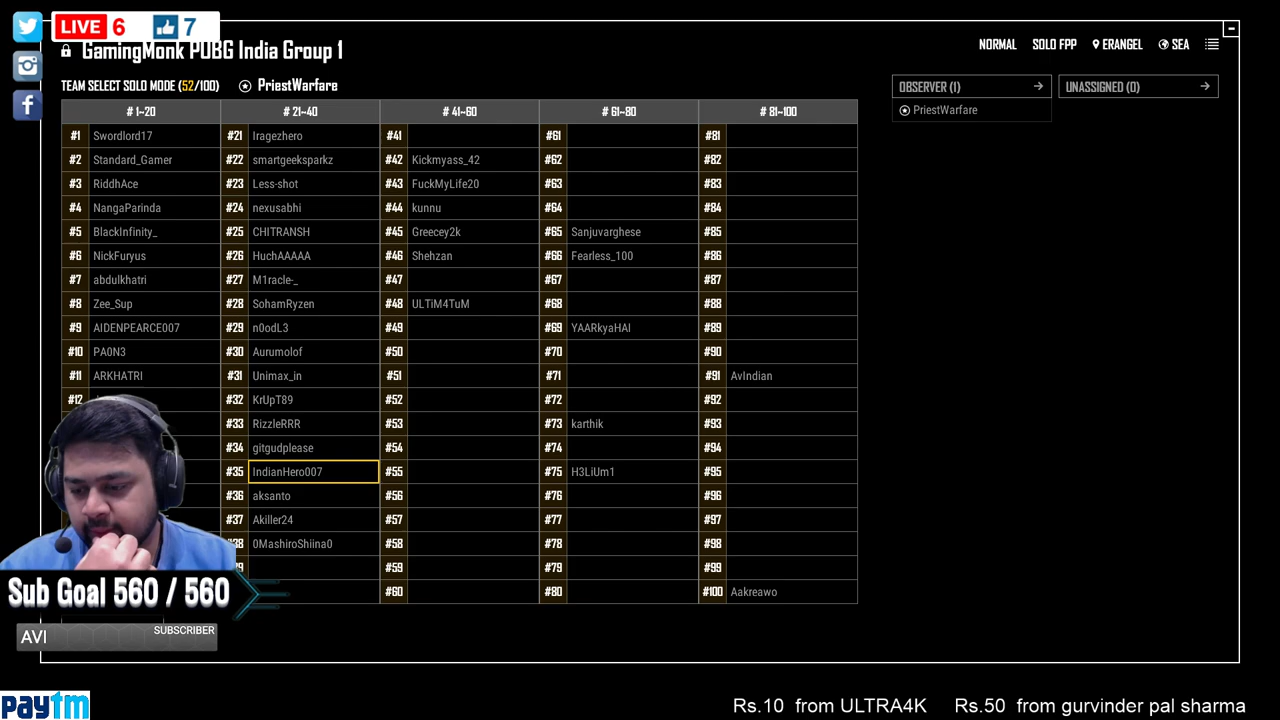 LIVE 6 7
GamingMonk PUBG India Group 1
NORMAL SOLO FPP ERANGEL SEA
TEAM SELECT SOLO MODE (52/100) PriestWarfare
OBSERVER (1) UNASSIGNED (0)
PriestWarfare
# 1~20 # 21~40 # 41~60 # 61~80 # 81~100
#1 Swordlord17 #21 Iragezhero #41 #61 #81
#2 Standard_Gamer #22 smartgeeksparkz #42 Kickmyass_42 #62 #82
#3 RiddhAce #23 Less-shot #43 FuckMyLife20 #63 #83
#4 NangaParinda #24 nexusabhi #44 kunnu #64 #84
#5 BlackInfinity_ #25 CHITRANSH #45 Greecey2k #65 Sanjuvarghese #85
#6 NickFuryus #26 HuchAAAAA #46 Shehzan #66 Fearless_100 #86
#7 abdulkhatri #27 M1racle-_ #47 #67 #87
#8 Zee_Sup #28 SohamRyzen #48 ULTiM4TuM #68 #88
#9 AIDENPEARCE007 #29 n0odL3 #49 #69 YAARkyaHAI #89
#10 PA0N3 #30 Aurumolof #50 #70 #90
#11 ARKHATRI #31 Unimax_in #51 #71 #91 AvIndian
#12 #32 KrUpT89 #52 #72 #92
#33 RizzleRRR #53 #73 karthik #93
#34 gitgudplease #54 #74 #94
#35 IndianHero007 #55 #75 H3LiUm1 #95
#36 aksanto #56 #76 #96
#37 Akiller24 #57 #77 #97
#38 0MashiroShiina0 #58 #78 #98
#59 #79 #99
#60 #80 #100 Aakreawo
Sub Goal 560 / 560
AVI SUBSCRIBER
paytm
Rs.10 from ULTRA4K Rs.50 from gurvinder pal sharma